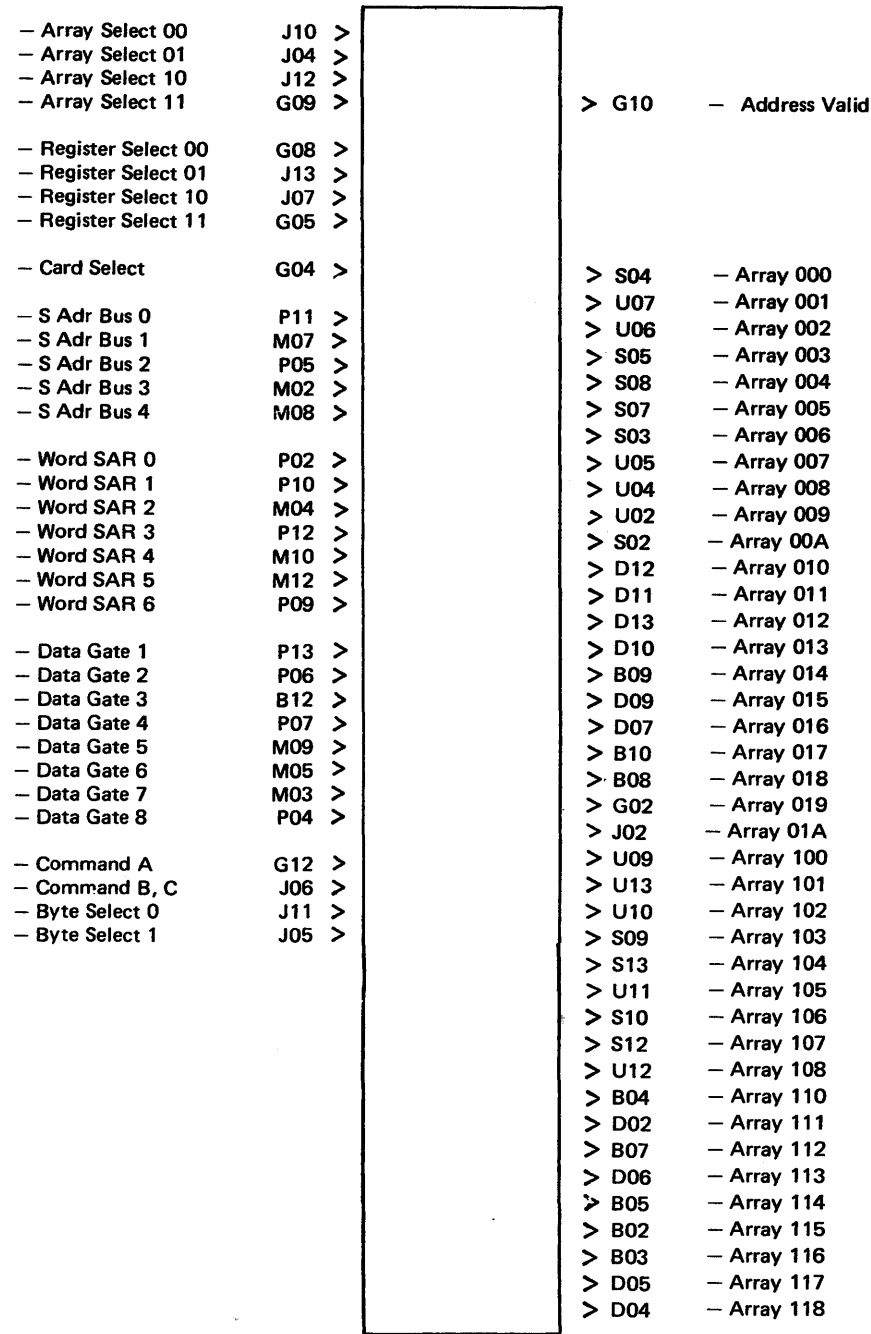 — Array Select 00 J10 >
— Array Select 01 J04 >
— Array Select 10 J12 >
— Array Select 11 G09 >
— Register Select 00 G08 >
— Register Select 01 J13 >
— Register Select 10 J07 >
— Register Select 11 G05 >
— Card Select G04 >
— S Adr Bus 0 P11 >
— S Adr Bus 1 M07 >
— S Adr Bus 2 P05 >
— S Adr Bus 3 M02 >
— S Adr Bus 4 M08 >
— Word SAR 0 P02 >
— Word SAR 1 P10 >
— Word SAR 2 M04 >
— Word SAR 3 P12 >
— Word SAR 4 M10 >
— Word SAR 5 M12 >
— Word SAR 6 P09 >
— Data Gate 1 P13 >
— Data Gate 2 P06 >
— Data Gate 3 B12 >
— Data Gate 4 P07 >
— Data Gate 5 M09 >
— Data Gate 6 M05 >
— Data Gate 7 M03 >
— Data Gate 8 P04 >
— Command A G12 >
— Command B, C J06 >
— Byte Select 0 J11 >
— Byte Select 1 J05 >
> G10 — Address Valid
> S04 — Array 000
> U07 — Array 001
> U06 — Array 002
> S05 — Array 003
> S08 — Array 004
> S07 — Array 005
> S03 — Array 006
> U05 — Array 007
> U04 — Array 008
> U02 — Array 009
> S02 — Array 00A
> D12 — Array 010
> D11 — Array 011
> D13 — Array 012
> D10 — Array 013
> B09 — Array 014
> D09 — Array 015
> D07 — Array 016
> B10 — Array 017
> B08 — Array 018
> G02 — Array 019
> J02 — Array 01A
> U09 — Array 100
> U13 — Array 101
> U10 — Array 102
> S09 — Array 103
> S13 — Array 104
> U11 — Array 105
> S10 — Array 106
> S12 — Array 107
> U12 — Array 108
> B04 — Array 110
> D02 — Array 111
> B07 — Array 112
> D06 — Array 113
> B05 — Array 114
> B02 — Array 115
> B03 — Array 116
> D05 — Array 117
> D04 — Array 118